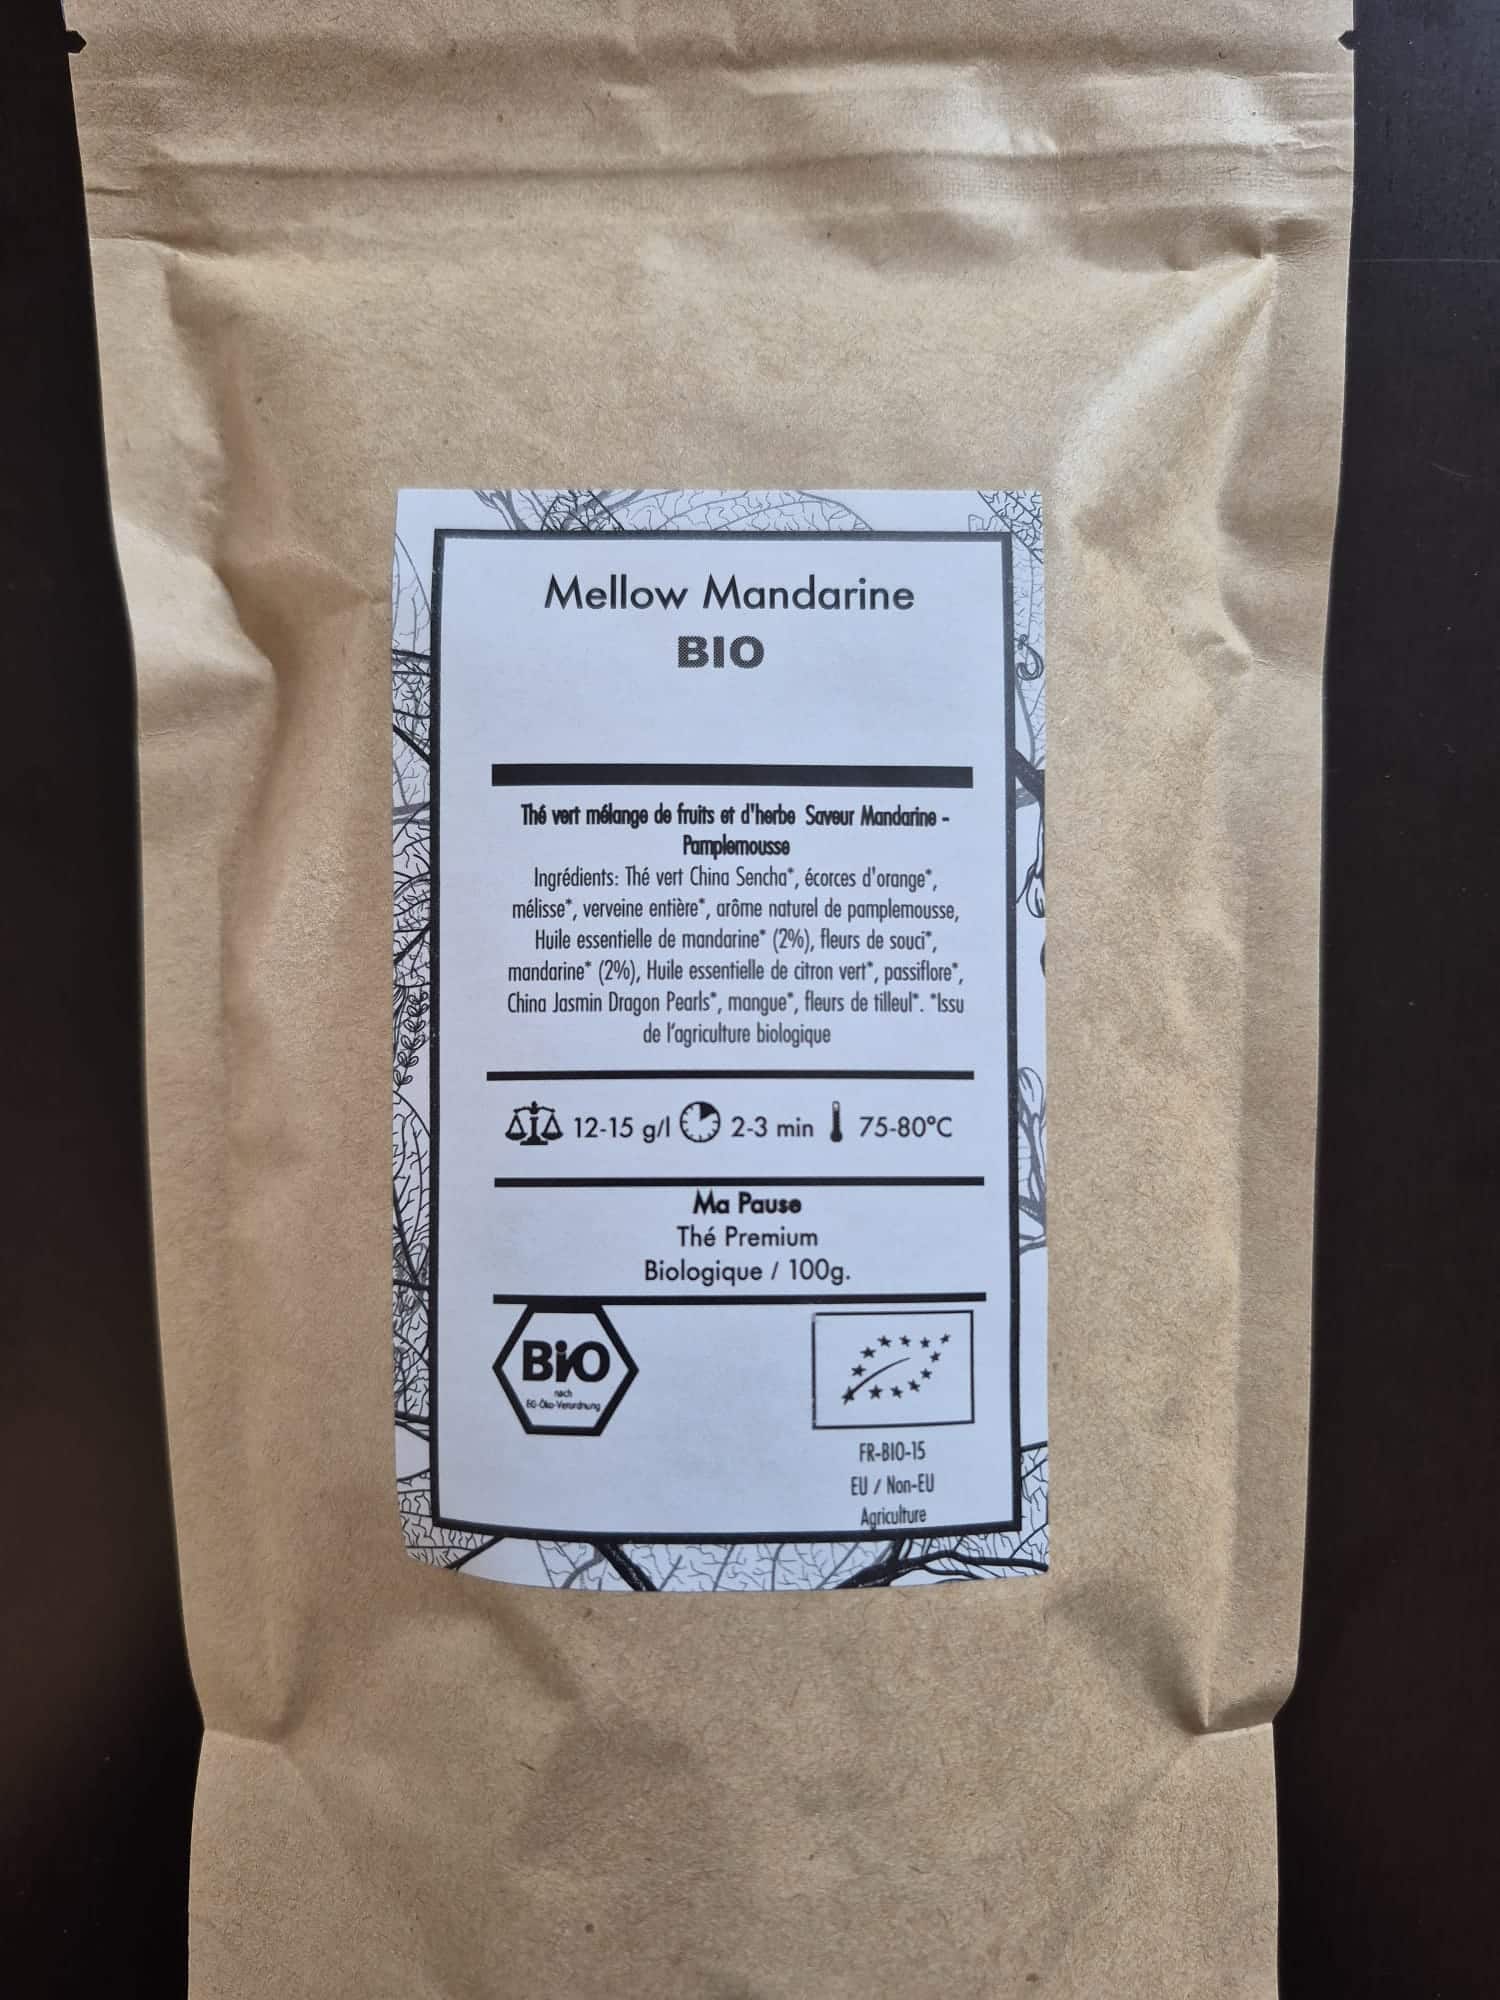 Mellow Mandarine
BIO
Thé vert mélange de fruits et d'herbe Saveur Mandarine -
Pamplemousse
Ingrédients: Thé vert China Sencha*, écorces d'orange*,
mélisse*, verveine entière*, arôme naturel de pamplemousse,
Huile essentielle de mandarine* (2%), fleurs de souci*,
mandarine* (2%), Huile essentielle de citron vert*, passiflore*,
China Jasmin Dragon Pearls*, mangue*, fleurs de tilleul*. *Issu
de l'agriculture biologique
12-15 g/l 2-3 min 75-80°C
Ma Pause
Thé Premium
Biologique / 100g.
Bio
nach
EG-Öko-Verordnung
FR-BIO-15
EU / Non-EU
Agriculture